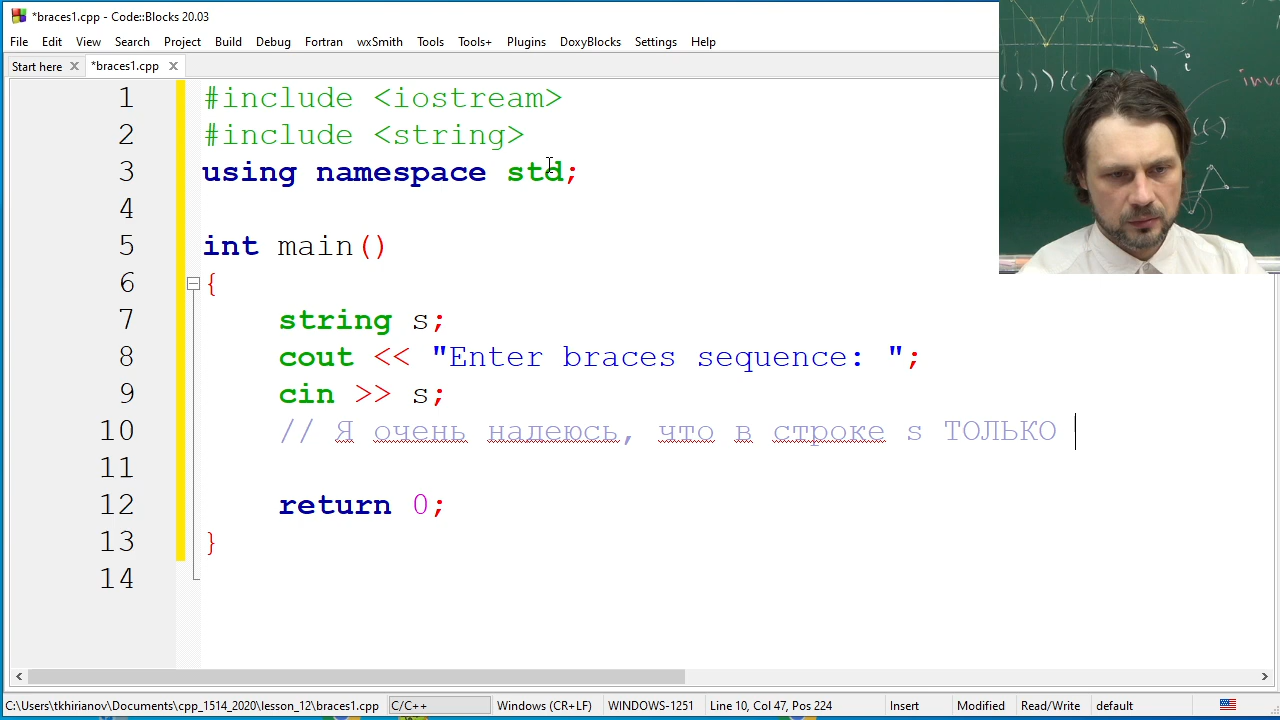 *braces1.cpp - Code::Blocks 20.03
File Edit View Search Project Build Debug Fortran wxSmith Tools Tools+ Plugins DoxyBlocks Settings Help
Start here *braces1.cpp
1 #include <iostream>
2 #include <string>
3 using namespace std;
4
5 int main()
6 {
7 string s;
8 cout << "Enter braces sequence: ";
9 cin >> s;
10 // Я очень надеюсь, что в строке s ТОЛЬКО
11
12 return 0;
13 }
14
C:\Users\tkhirianov\Documents\cpp_1514_2020\lesson_12\braces1.cpp C/C++ Windows (CR+LF) WINDOWS-1251 Line 10, Col 47, Pos 224 Insert Modified Read/Write default